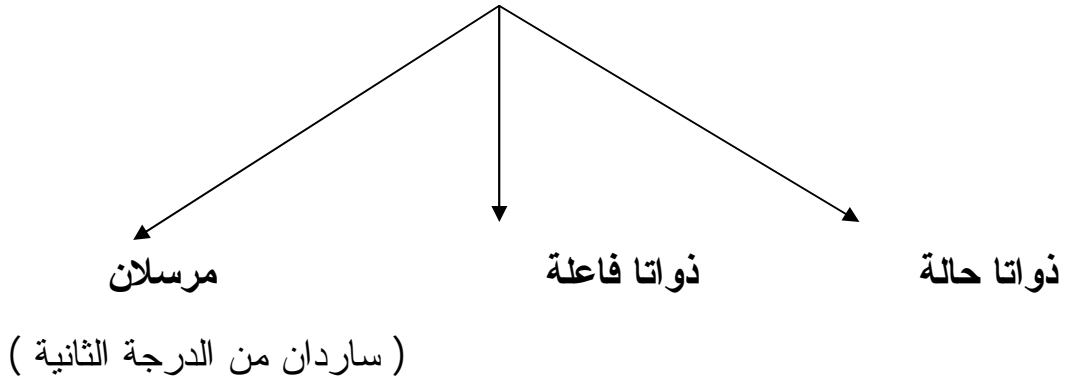 ذواتا حالة ذواتا فاعلة مرسلان
( ساردان من الدرجة الثانية )